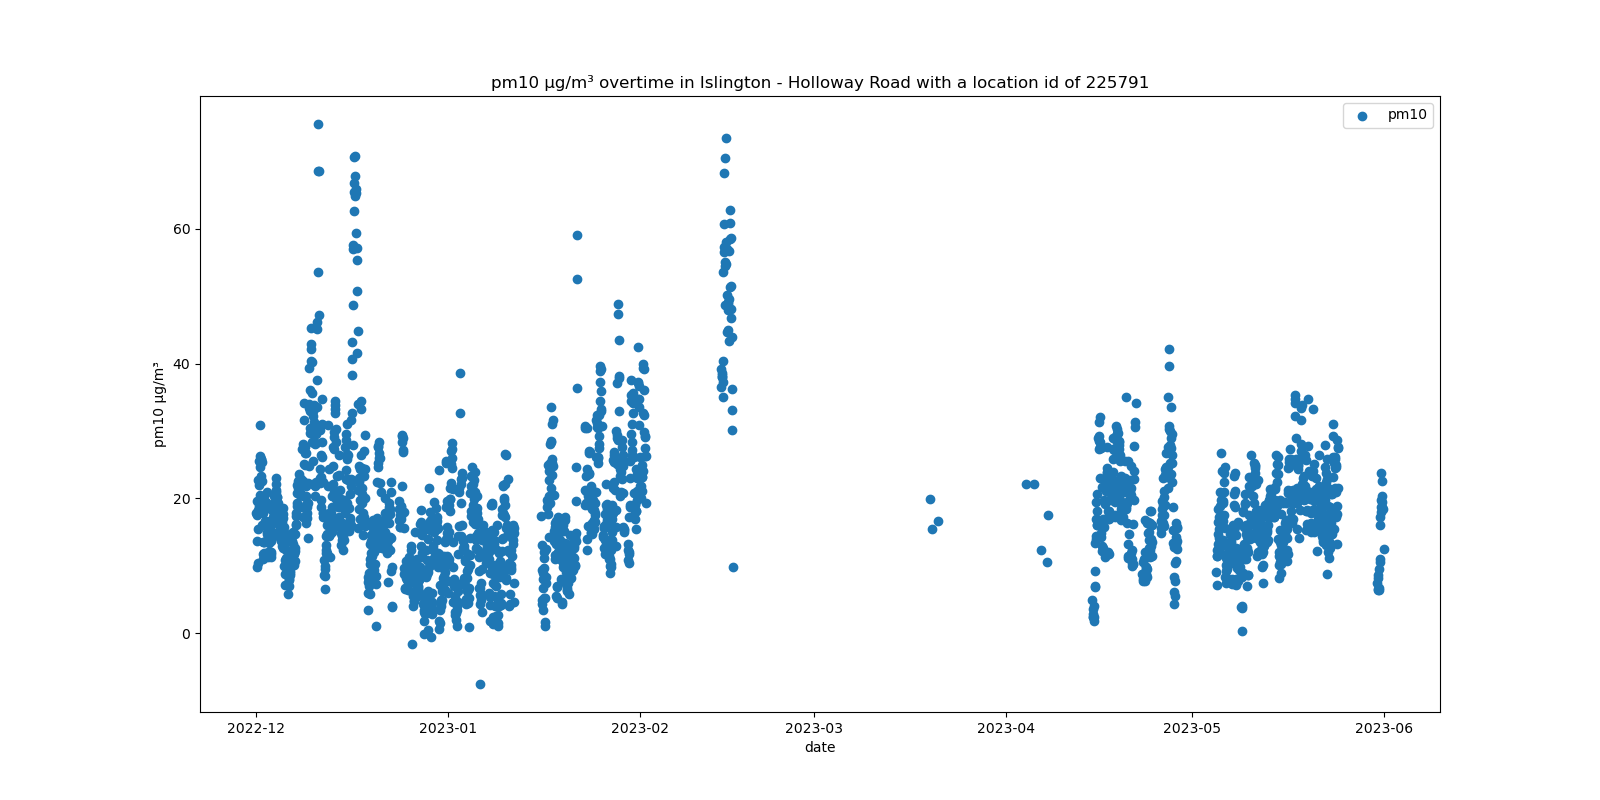 pm10 µg/m³ overtime in Islington - Holloway Road with a location id of 225791
pm10
60
40
20
0
pm10 µg/m³
2022-12 2023-01 2023-02 2023-03 2023-04 2023-05 2023-06
date